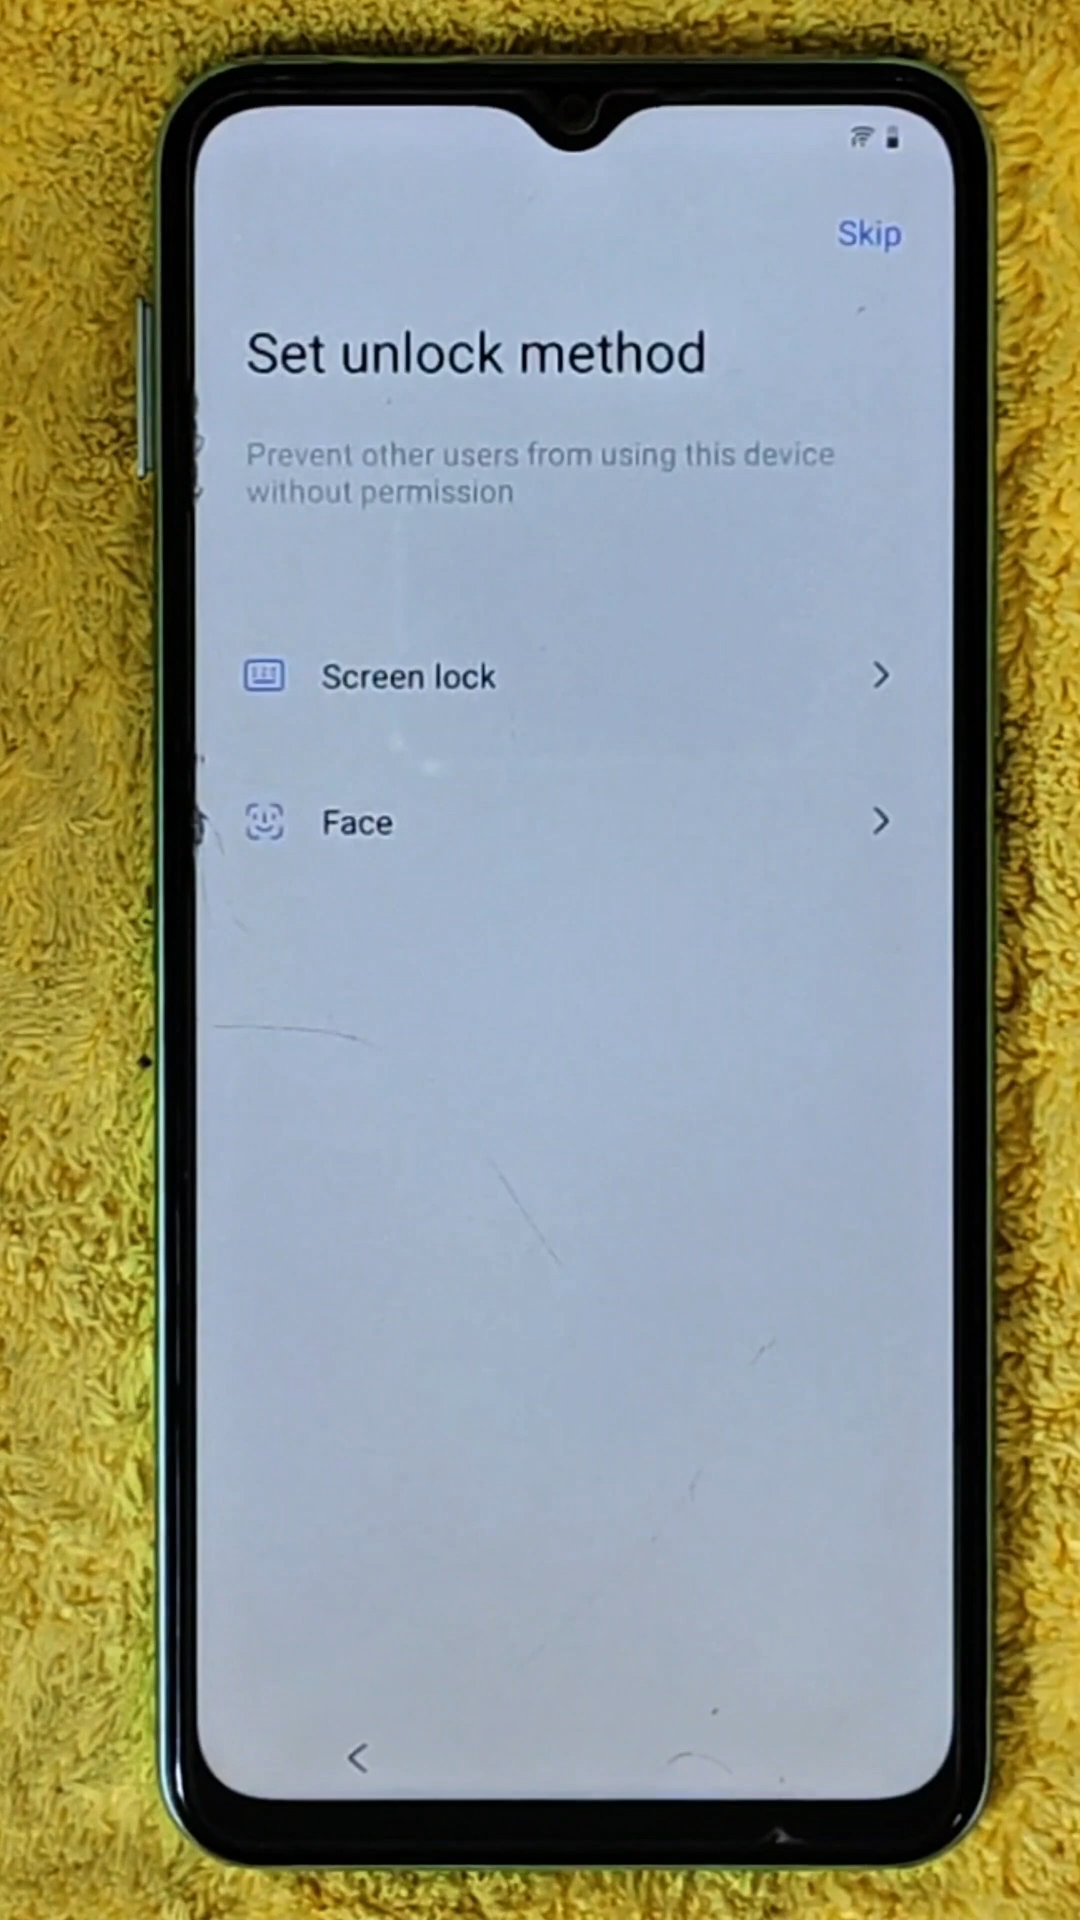 Skip
Set unlock method
Prevent other users from using this device
without permission
Screen lock
Face